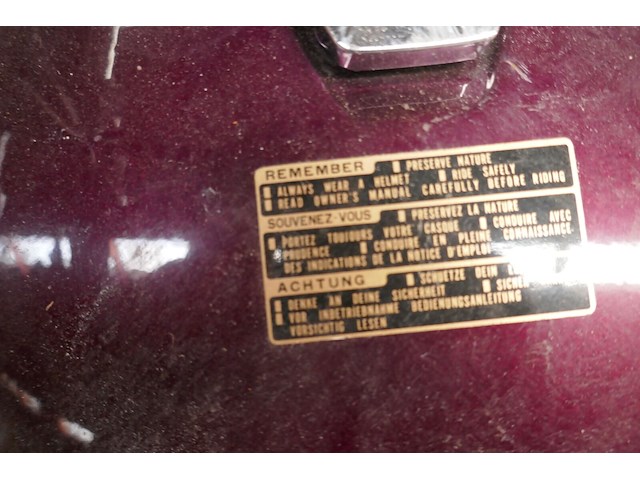 REMEMBER ■ PRESERVE NATURE
■ ALWAYS WEAR A HELMET ■ RIDE SAFELY
■ READ OWNER'S MANUAL CAREFULLY BEFORE RIDING
SOUVENEZ-VOUS ■ PRESERVEZ LA NATURE
■ PORTEZ TOUJOURS VOTRE CASQUE ■ CONDUIRE AVEC
PRUDENCE ■ CONDUIRE EN PLEINE CONNAISSANCE
DES INDICATIONS DE LA NOTICE D'EMPLOI
ACHTUNG ■ SCHUETZE DEIN
■ DENKE AN DEINE SICHERHEIT ■
■ VOR INBETRIEBNAHME BEDIENUNGSANLEITUNG
VORSICHTIG LESEN